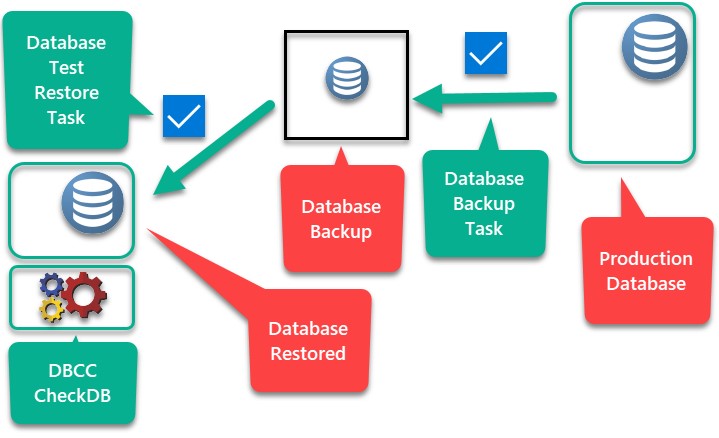 Database
Test
Restore
Task
Database
Backup
Database
Backup
Task
Production
Database
Database
Restored
DBCC
CheckDB